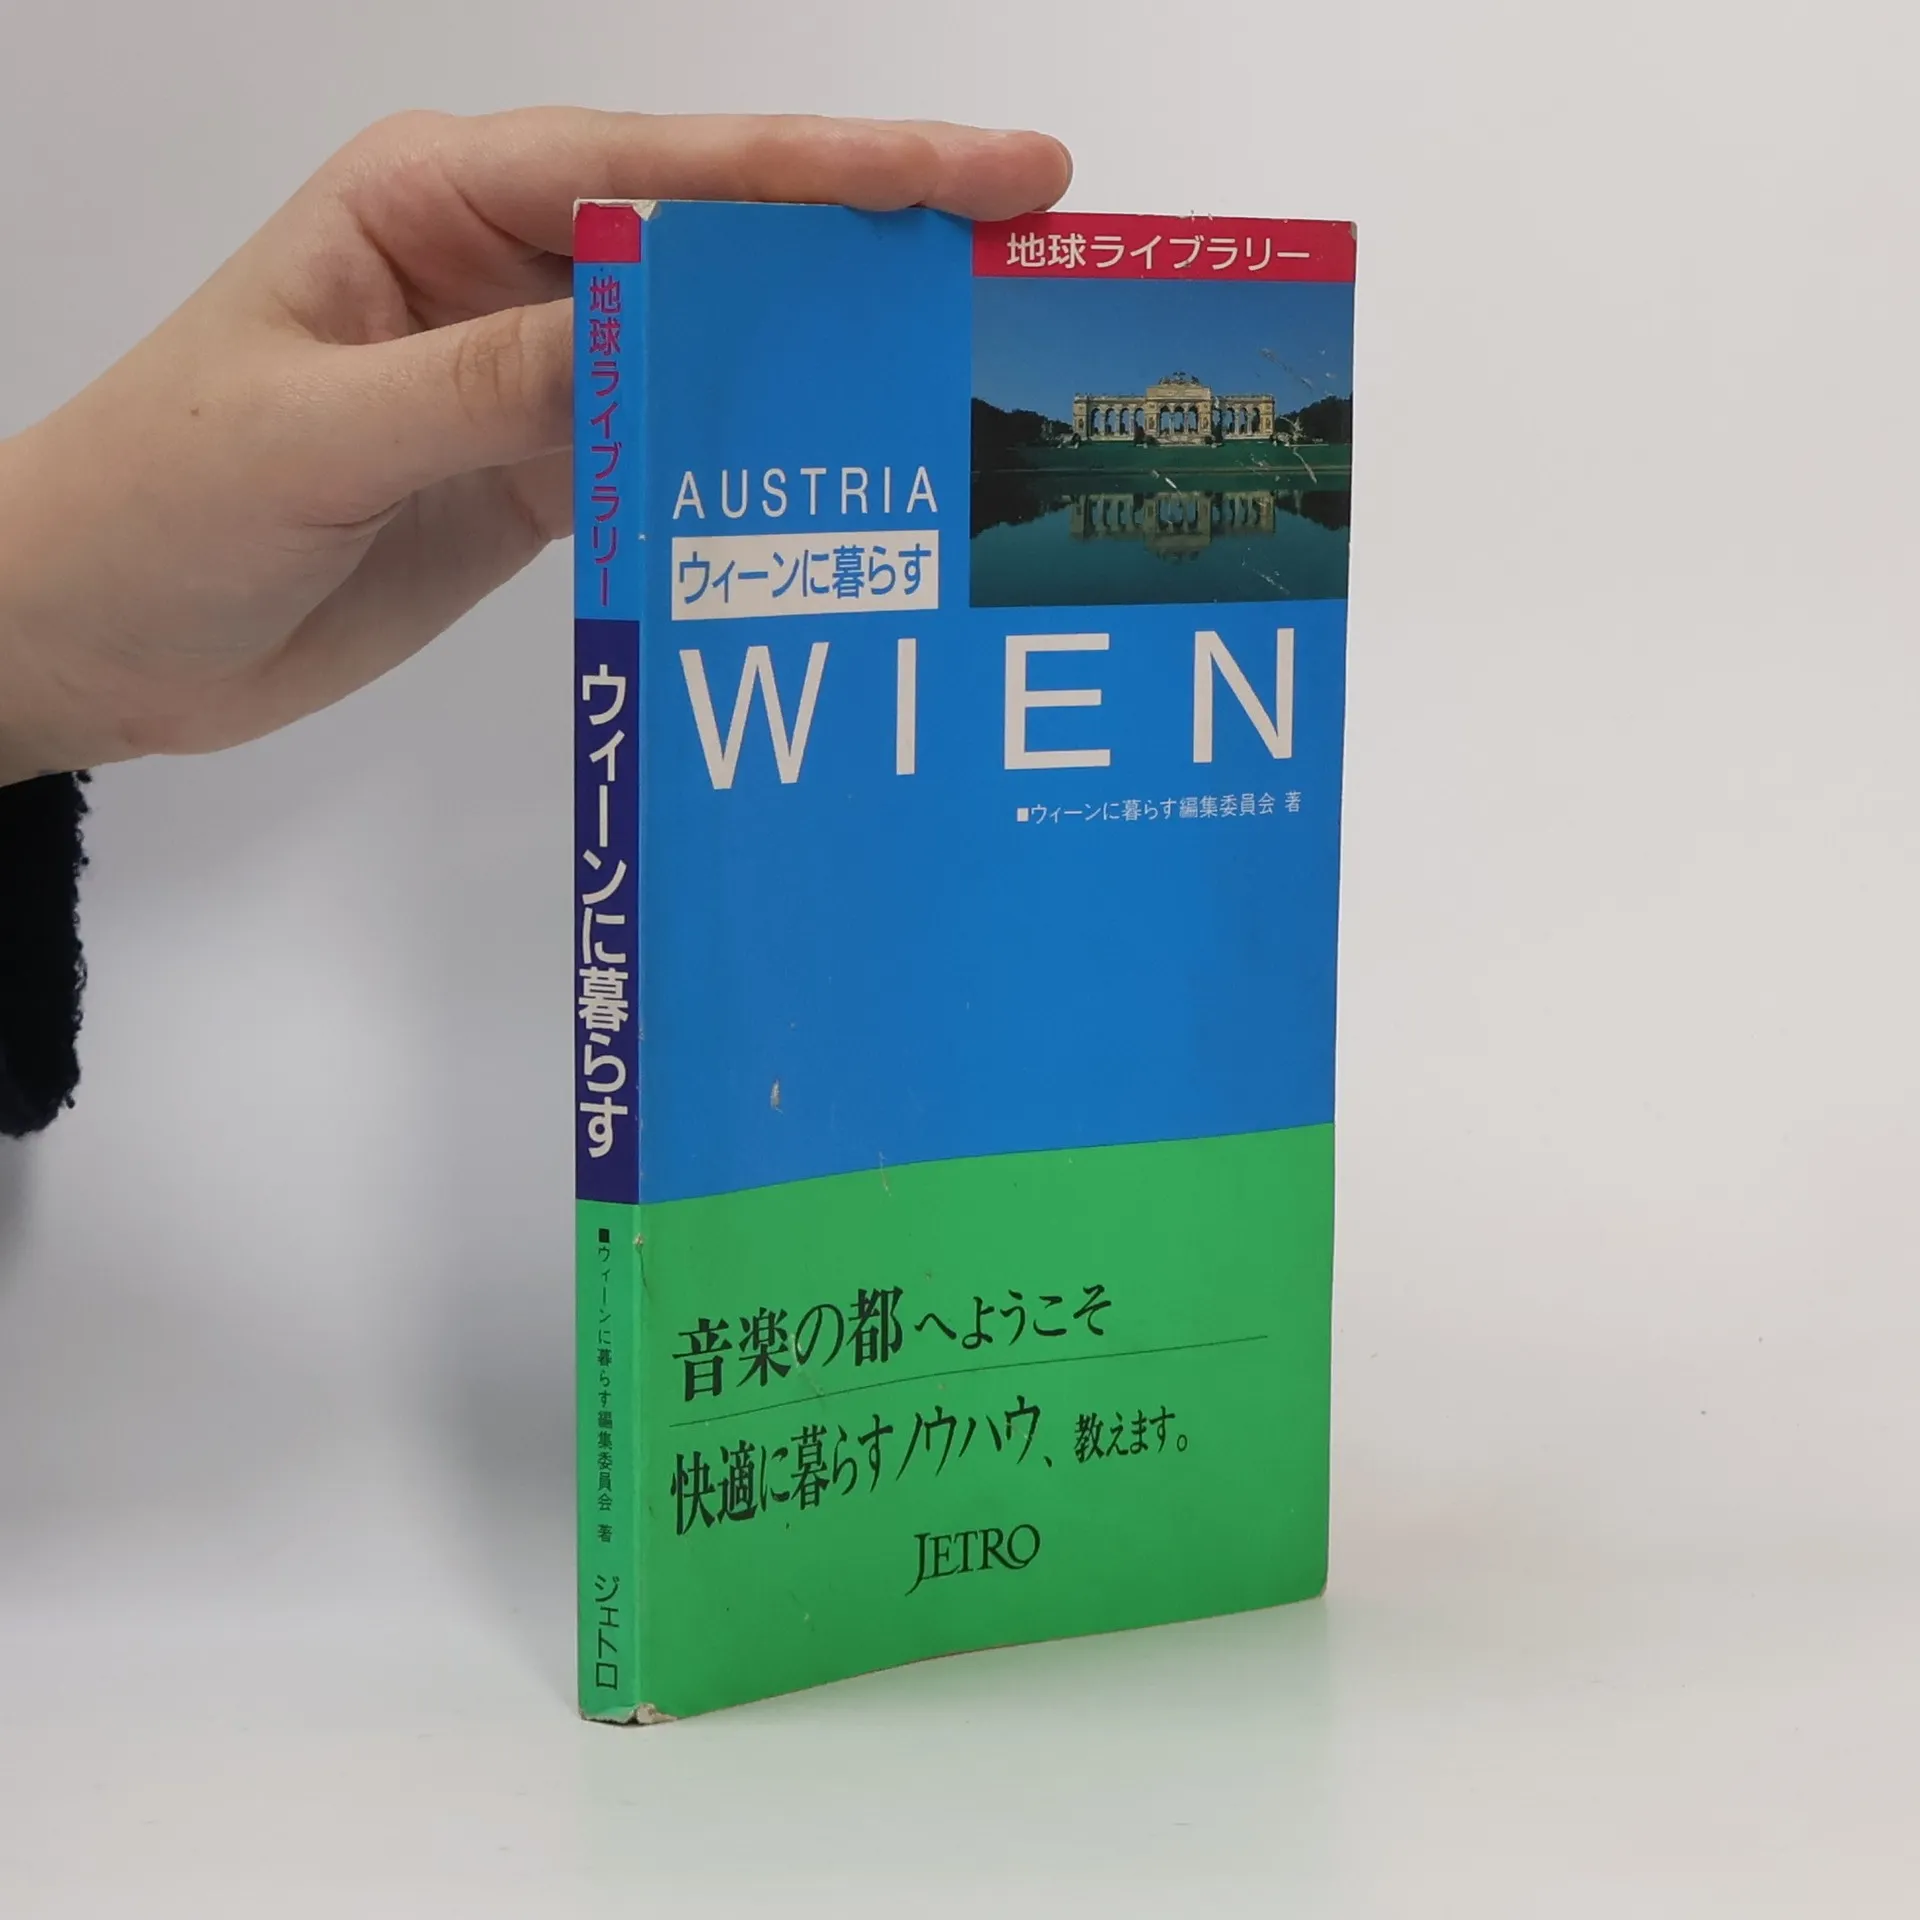 地球ライブラリー
ウィーンに暮らす
■ウィーンに暮らす編集委員会 著
ジェトロ
地球ライブラリー
AUSTRIA
ウィーンに暮らす
WIEN
■ウィーンに暮らす編集委員会 著
音楽の都へようこそ
快適に暮らすノウハウ、教えます。
JETRO